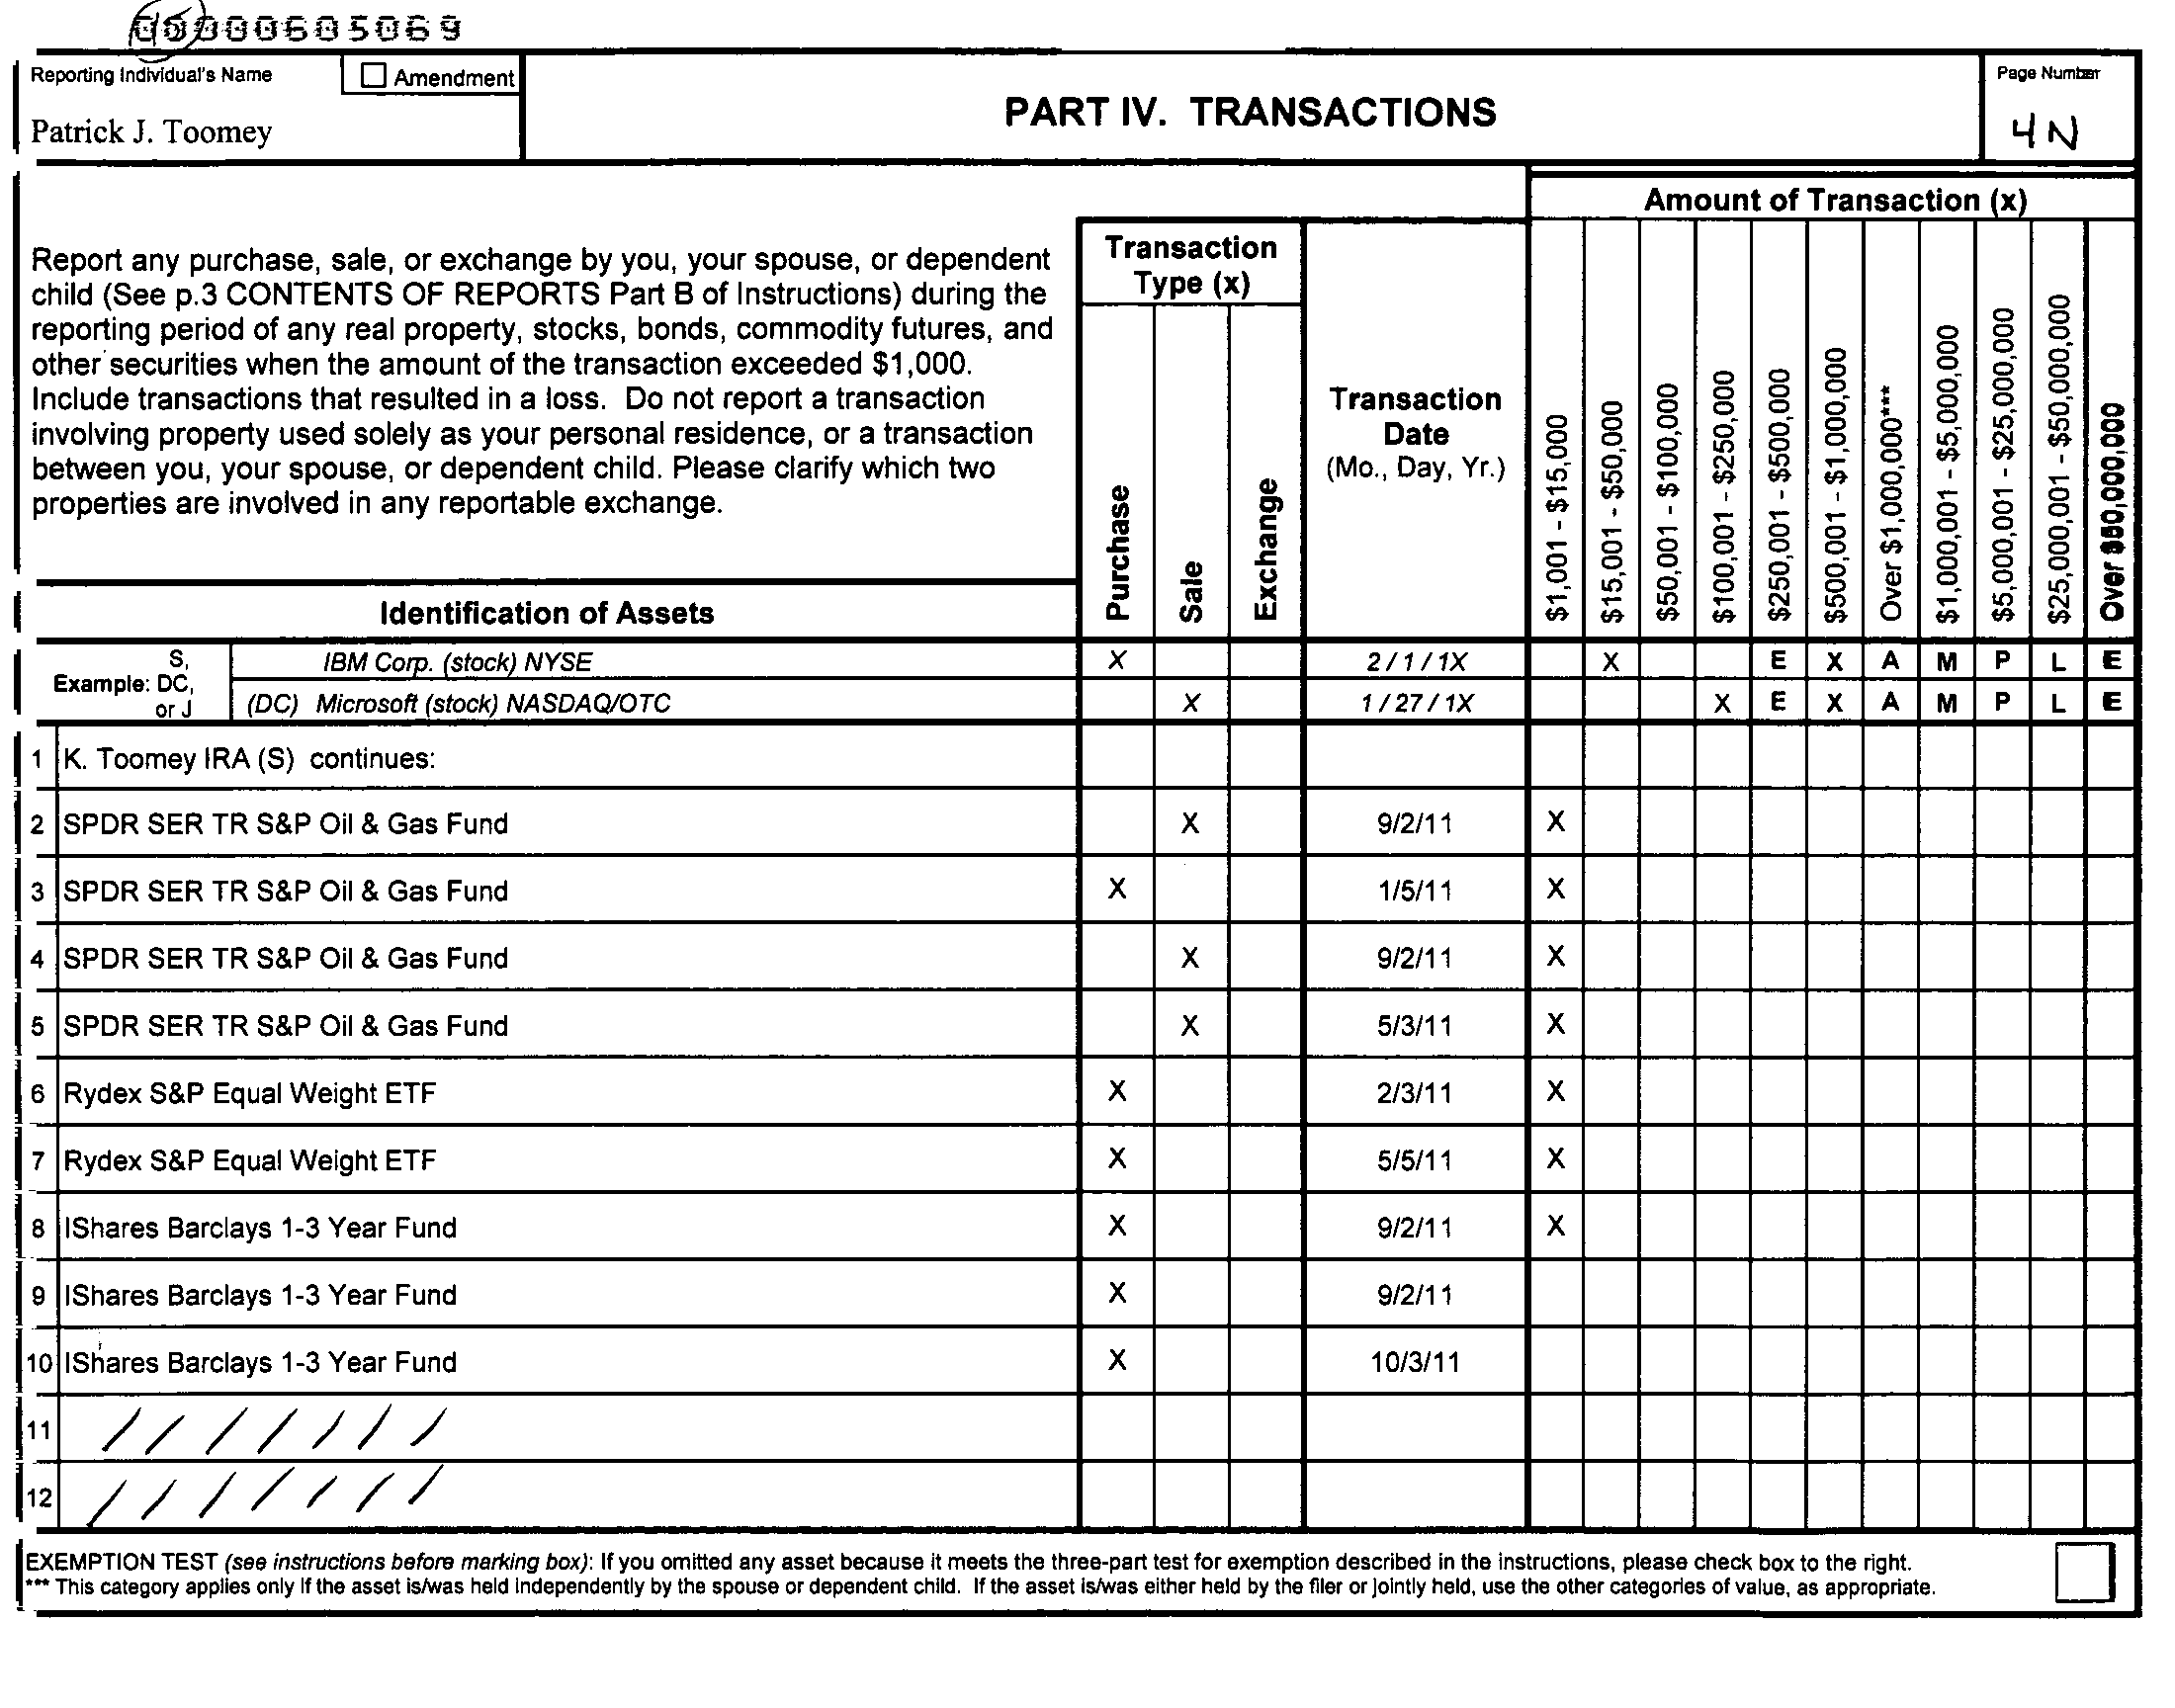 Reporting Individual's Name
Amendment
Patrick J. Toomey
PART IV. TRANSACTIONS
Page Number
4N
Report any purchase, sale, or exchange by you, your spouse, or dependent
child (See p.3 CONTENTS OF REPORTS Part B of Instructions) during the
reporting period of any real property, stocks, bonds, commodity futures, and
other securities when the amount of the transaction exceeded $1,000.
Include transactions that resulted in a loss. Do not report a transaction
involving property used solely as your personal residence, or a transaction
between you, your spouse, or dependent child. Please clarify which two
properties are involved in any reportable exchange.
Identification of Assets
Transaction
Type (x)
Purchase
Sale
Exchange
Transaction
Date
(Mo., Day, Yr.)
Amount of Transaction (x)
$1,001 - $15,000
$15,001 - $50,000
$50,001 - $100,000
$100,001 - $250,000
$250,001 - $500,000
$500,001 - $1,000,000
Over $1,000,000***
$1,000,001 - $5,000,000
$5,000,001 - $25,000,000
$25,000,001 - $50,000,000
Over $50,000,000
Example:
S,
DC,
or J
IBM Corp. (stock) NYSE X 2 / 1 / 1X X E X A M P L E
(DC) Microsoft (stock) NASDAQ/OTC X 1 / 27 / 1X X E X A M P L E
1 K. Toomey IRA (S) continues:
2 SPDR SER TR S&P Oil & Gas Fund X 9/2/11 X
3 SPDR SER TR S&P Oil & Gas Fund X 1/5/11 X
4 SPDR SER TR S&P Oil & Gas Fund X 9/2/11 X
5 SPDR SER TR S&P Oil & Gas Fund X 5/3/11 X
6 Rydex S&P Equal Weight ETF X 2/3/11 X
7 Rydex S&P Equal Weight ETF X 5/5/11 X
8 IShares Barclays 1-3 Year Fund X 9/2/11 X
9 IShares Barclays 1-3 Year Fund X 9/2/11
10 IShares Barclays 1-3 Year Fund X 10/3/11
11 / / / / / / /
12 / / / / / / /
EXEMPTION TEST (see instructions before marking box): If you omitted any asset because it meets the three-part test for exemption described in the instructions, please check box to the right.
*** This category applies only if the asset is/was held independently by the spouse or dependent child. If the asset is/was either held by the filer or jointly held, use the other categories of value, as appropriate.